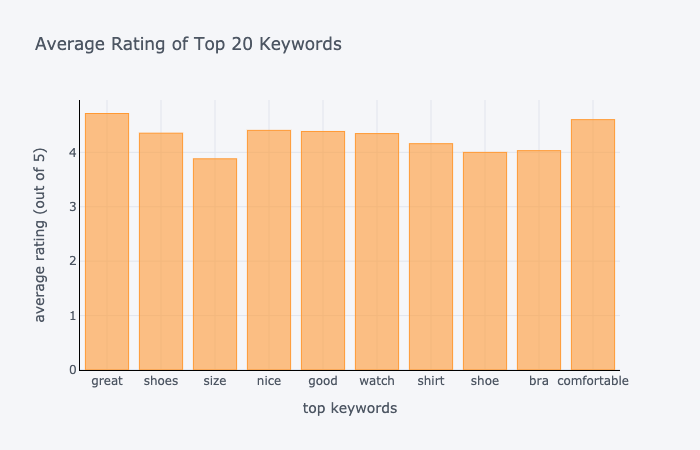 Average Rating of Top 20 Keywords
average rating (out of 5)
4
3
2
1
0
great shoes size nice good watch shirt shoe bra comfortable
top keywords